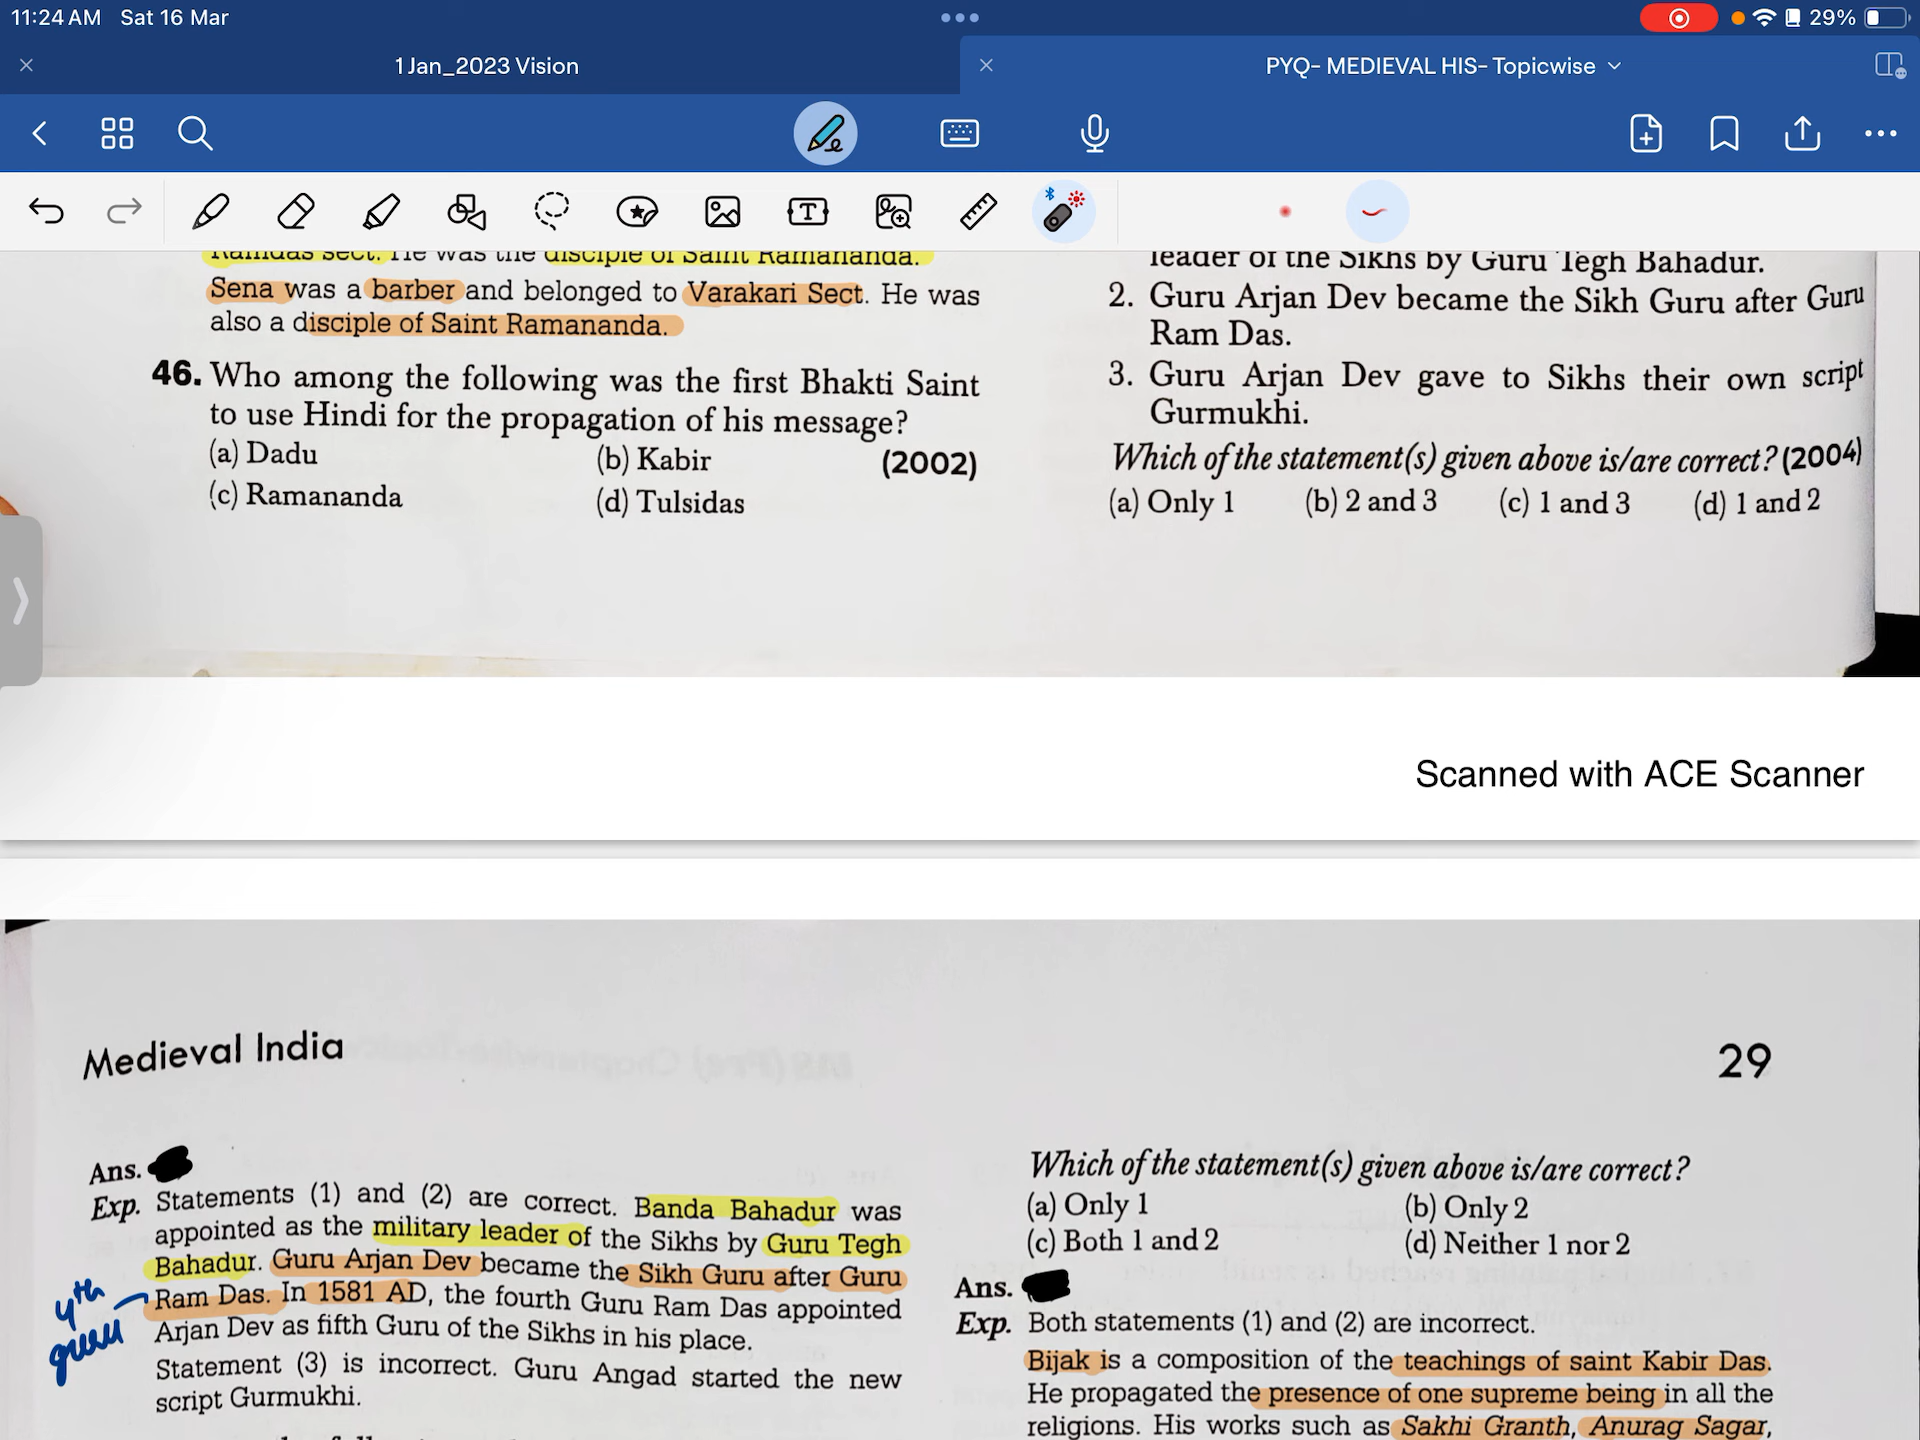 11:24 AM Sat 16 Mar
29%
1 Jan_2023 Vision
PYQ- MEDIEVAL HIS- Topicwise
Ramdas sect. He was the disciple of Saint Ramananda.
Sena was a barber and belonged to Varakari Sect. He was
also a disciple of Saint Ramananda.
46. Who among the following was the first Bhakti Saint
to use Hindi for the propagation of his message?
(a) Dadu (b) Kabir (2002)
(c) Ramananda (d) Tulsidas
leader of the Sikhs by Guru Tegh Bahadur.
2. Guru Arjan Dev became the Sikh Guru after Guru
Ram Das.
3. Guru Arjan Dev gave to Sikhs their own script
Gurmukhi.
Which of the statement(s) given above is/are correct? (2004)
(a) Only 1 (b) 2 and 3 (c) 1 and 3 (d) 1 and 2
Scanned with ACE Scanner
Medieval India
29
Ans.
Exp. Statements (1) and (2) are correct. Banda Bahadur was
appointed as the military leader of the Sikhs by Guru Tegh
Bahadur. Guru Arjan Dev became the Sikh Guru after Guru
Ram Das. In 1581 AD, the fourth Guru Ram Das appointed
Arjan Dev as fifth Guru of the Sikhs in his place.
Statement (3) is incorrect. Guru Angad started the new
script Gurmukhi.
4th
guru
Which of the statement(s) given above is/are correct?
(a) Only 1 (b) Only 2
(c) Both 1 and 2 (d) Neither 1 nor 2
Ans.
Exp. Both statements (1) and (2) are incorrect.
Bijak is a composition of the teachings of saint Kabir Das.
He propagated the presence of one supreme being in all the
religions. His works such as Sakhi Granth, Anurag Sagar,